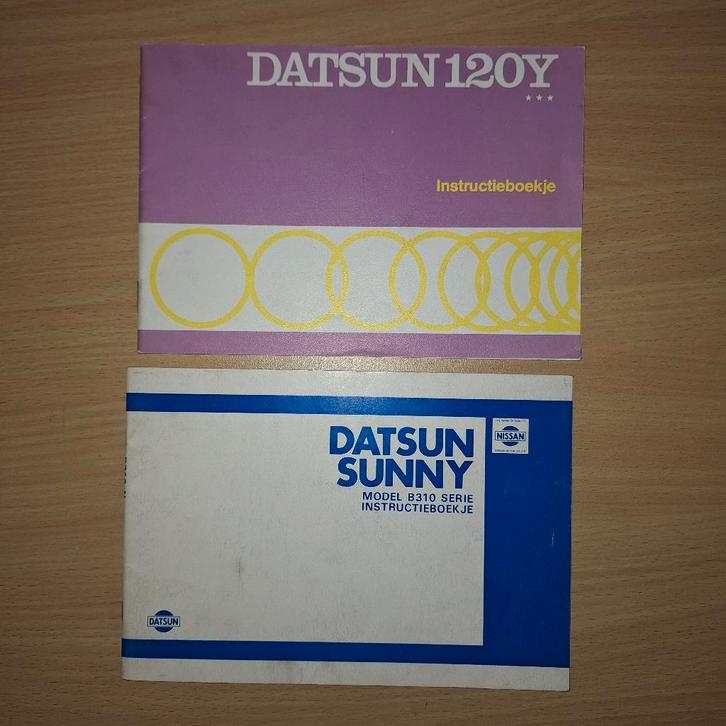 DATSUN 120Y
★★★
Instructieboekje
DATSUN
SUNNY
MODEL B310 SERIE
INSTRUCTIEBOEKJE
NISSAN
DATSUN